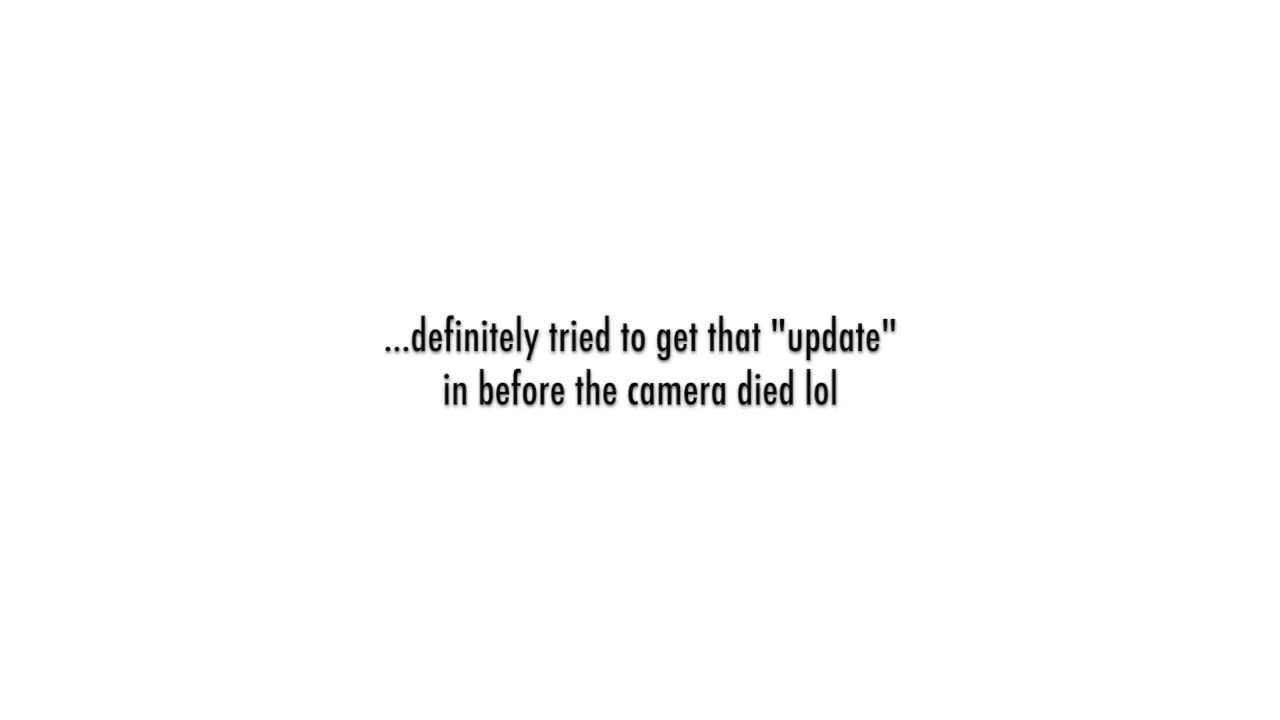 ...definitely tried to get that "update"
in before the camera died lol